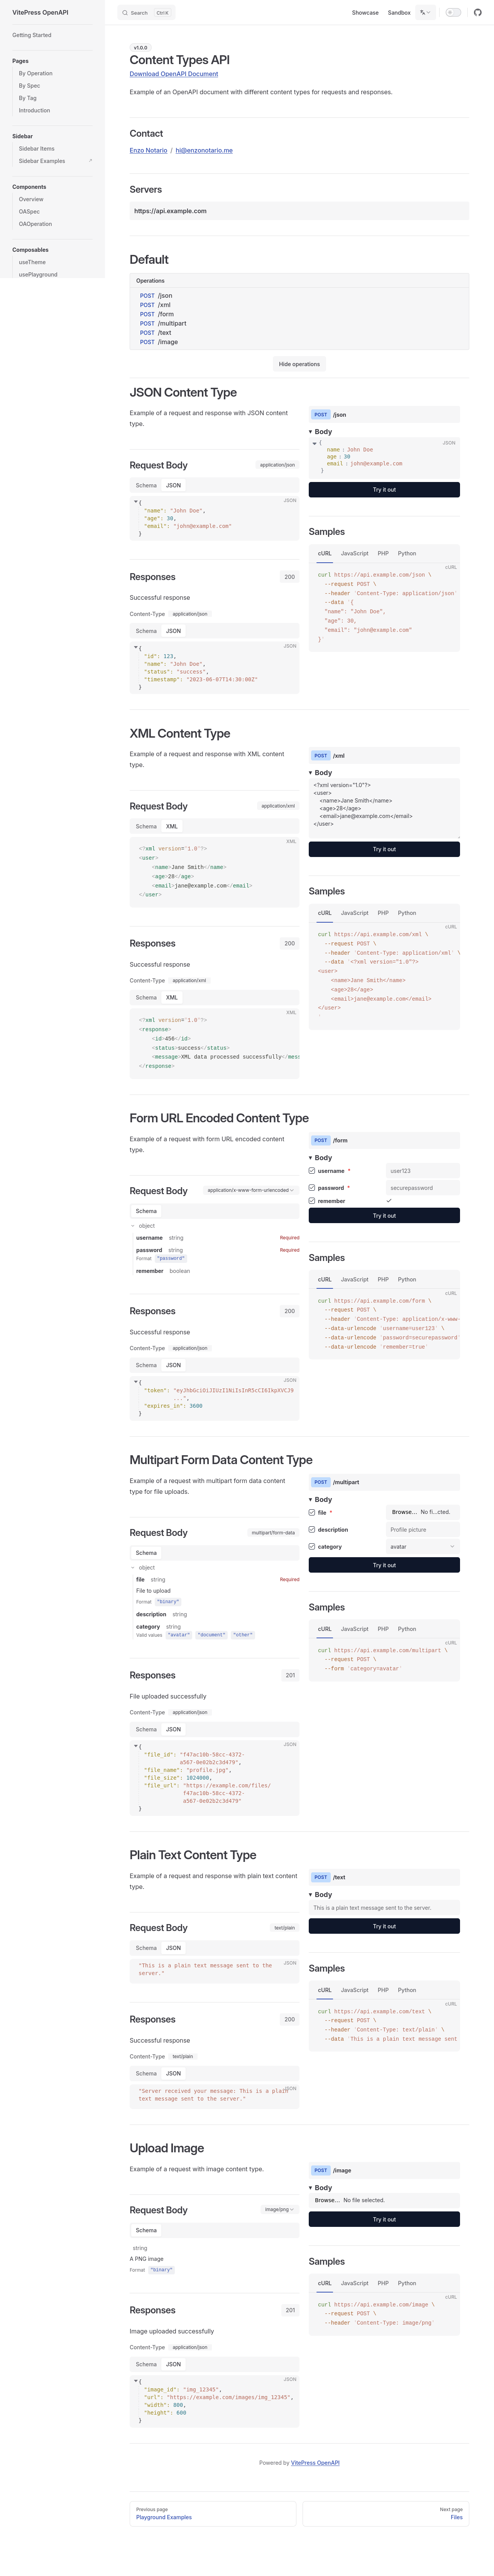 VitePress OpenAPI
Search Ctrl K
Showcase Sandbox
Getting Started
Pages
By Operation
By Spec
By Tag
Introduction
Sidebar
Sidebar Items
Sidebar Examples
Components
Overview
OASpec
OAOperation
Composables
useTheme
usePlayground
v1.0.0
Content Types API
Download OpenAPI Document
Example of an OpenAPI document with different content types for requests and responses.
Contact
Enzo Notario / hi@enzonotario.me
Servers
https://api.example.com
Default
Operations
POST /json
POST /xml
POST /form
POST /multipart
POST /text
POST /image
Hide operations
JSON Content Type
Example of a request and response with JSON content
type.
Request Body application/json
Schema JSON
JSON
{
"name": "John Doe",
"age": 30,
"email": "john@example.com"
}
Responses 200
Successful response
Content-Type application/json
Schema JSON
JSON
{
"id": 123,
"name": "John Doe",
"status": "success",
"timestamp": "2023-06-07T14:30:00Z"
}
POST /json
Body
JSON
{
name : John Doe
age : 30
email : john@example.com
}
Try it out
Samples
cURL JavaScript PHP Python
cURL
curl https://api.example.com/json \
--request POST \
--header 'Content-Type: application/json'
--data '{
"name": "John Doe",
"age": 30,
"email": "john@example.com"
}'
XML Content Type
Example of a request and response with XML content
type.
Request Body application/xml
Schema XML
XML
<?xml version="1.0"?>
<user>
<name>Jane Smith</name>
<age>28</age>
<email>jane@example.com</email>
</user>
Responses 200
Successful response
Content-Type application/xml
Schema XML
XML
<?xml version="1.0"?>
<response>
<id>456</id>
<status>success</status>
<message>XML data processed successfully</mess
</response>
POST /xml
Body
<?xml version="1.0"?>
<user>
<name>Jane Smith</name>
<age>28</age>
<email>jane@example.com</email>
</user>
Try it out
Samples
cURL JavaScript PHP Python
cURL
curl https://api.example.com/xml \
--request POST \
--header 'Content-Type: application/xml' \
--data '<?xml version="1.0"?>
<user>
<name>Jane Smith</name>
<age>28</age>
<email>jane@example.com</email>
</user>
'
Form URL Encoded Content Type
Example of a request with form URL encoded content
type.
Request Body application/x-www-form-urlencoded
Schema
object
username string Required
password string Required
Format "password"
remember boolean
Responses 200
Successful response
Content-Type application/json
Schema JSON
JSON
{
"token": "eyJhbGciOiJIUzI1NiIsInR5cCI6IkpXVCJ9
...",
"expires_in": 3600
}
POST /form
Body
username * user123
password * securepassword
remember
Try it out
Samples
cURL JavaScript PHP Python
cURL
curl https://api.example.com/form \
--request POST \
--header 'Content-Type: application/x-www-
--data-urlencode 'username=user123' \
--data-urlencode 'password=securepassword'
--data-urlencode 'remember=true'
Multipart Form Data Content Type
Example of a request with multipart form data content
type for file uploads.
Request Body multipart/form-data
Schema
object
file string Required
File to upload
Format "binary"
description string
category string
Valid values "avatar" "document" "other"
Responses 201
File uploaded successfully
Content-Type application/json
Schema JSON
JSON
{
"file_id": "f47ac10b-58cc-4372-
a567-0e02b2c3d479",
"file_name": "profile.jpg",
"file_size": 1024000,
"file_url": "https://example.com/files/
f47ac10b-58cc-4372-
a567-0e02b2c3d479"
}
POST /multipart
Body
file * Browse... No fi...cted.
description Profile picture
category avatar
Try it out
Samples
cURL JavaScript PHP Python
cURL
curl https://api.example.com/multipart \
--request POST \
--form 'category=avatar'
Plain Text Content Type
Example of a request and response with plain text content
type.
Request Body text/plain
Schema JSON
JSON
"This is a plain text message sent to the
server."
Responses 200
Successful response
Content-Type text/plain
Schema JSON
JSON
"Server received your message: This is a plain
text message sent to the server."
POST /text
Body
This is a plain text message sent to the server.
Try it out
Samples
cURL JavaScript PHP Python
cURL
curl https://api.example.com/text \
--request POST \
--header 'Content-Type: text/plain' \
--data 'This is a plain text message sent
Upload Image
Example of a request with image content type.
Request Body image/png
Schema
string
A PNG image
Format "binary"
Responses 201
Image uploaded successfully
Content-Type application/json
Schema JSON
JSON
{
"image_id": "img_12345",
"url": "https://example.com/images/img_12345",
"width": 800,
"height": 600
}
POST /image
Body
Browse... No file selected.
Try it out
Samples
cURL JavaScript PHP Python
cURL
curl https://api.example.com/image \
--request POST \
--header 'Content-Type: image/png'
Powered by VitePress OpenAPI
Previous page
Playground Examples
Next page
Files